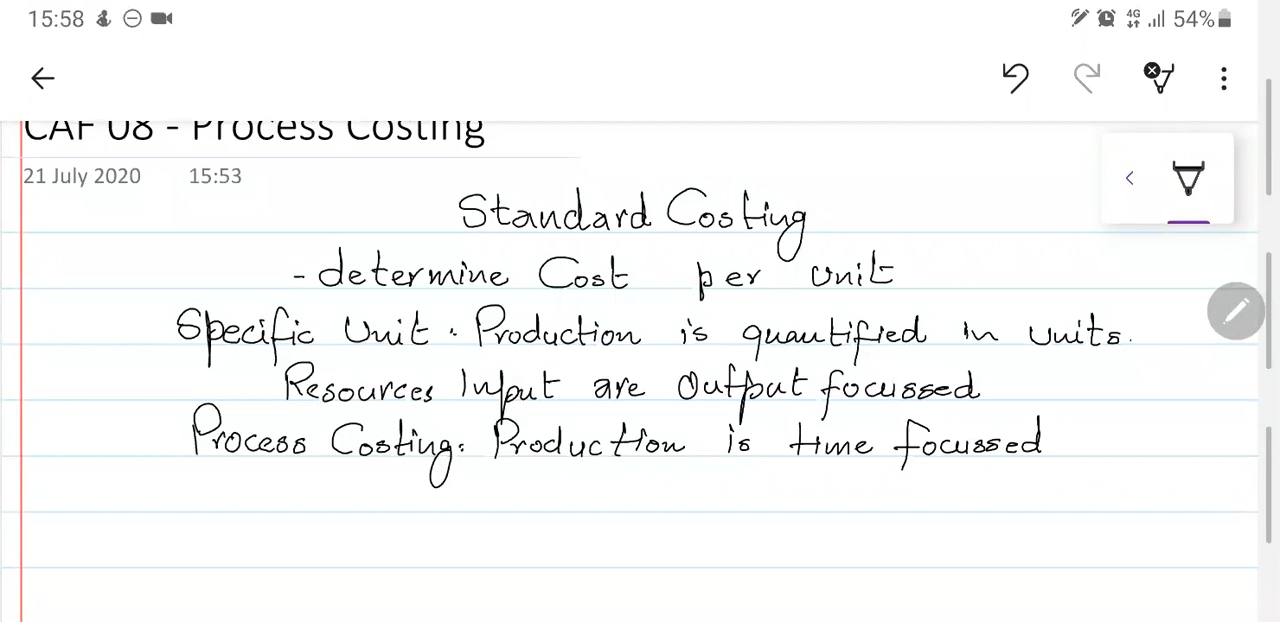 15:58 4G 54%
CAF 08 - Process Costing
21 July 2020 15:53
Standard Costing
- determine Cost per unit
Specific Unit. Production is quantified in units.
Resources Input are Output focussed
Process Costing: Production is time focussed